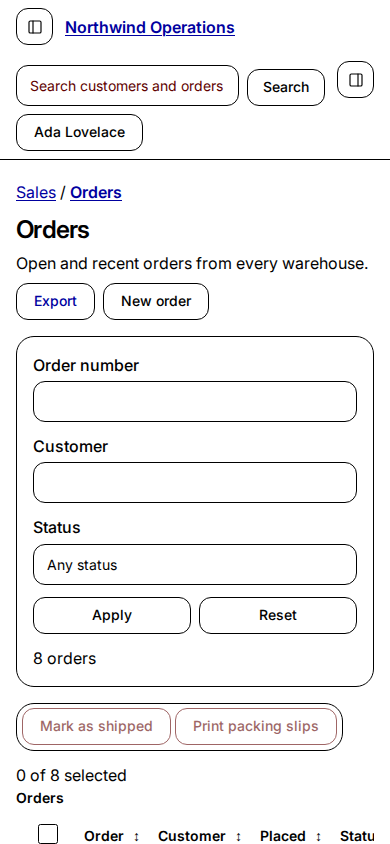 Northwind Operations
Search customers and orders Search
Ada Lovelace
Sales / Orders
Orders
Open and recent orders from every warehouse.
Export New order
Order number
Customer
Status
Any status
Apply Reset
8 orders
Mark as shipped Print packing slips
0 of 8 selected
Orders
Order ↕ Customer ↕ Placed ↕ Statu